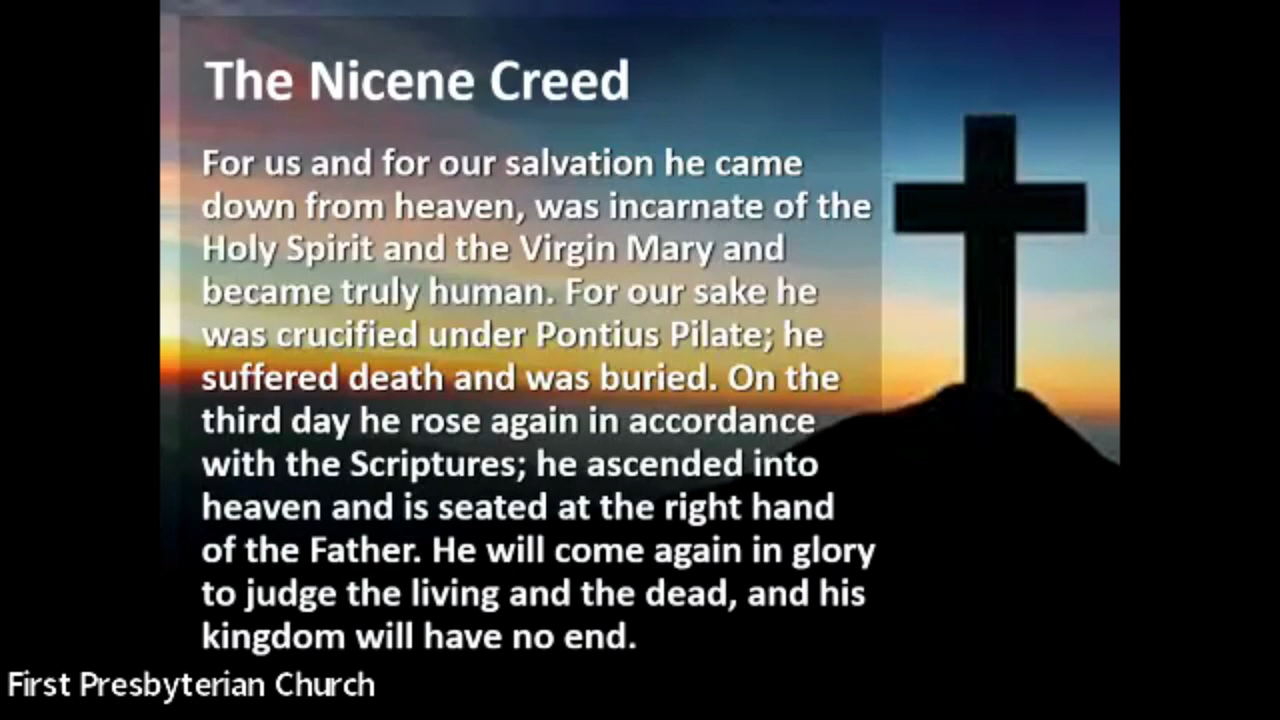 The Nicene Creed
For us and for our salvation he came
down from heaven, was incarnate of the
Holy Spirit and the Virgin Mary and
became truly human. For our sake he
was crucified under Pontius Pilate; he
suffered death and was buried. On the
third day he rose again in accordance
with the Scriptures; he ascended into
heaven and is seated at the right hand
of the Father. He will come again in glory
to judge the living and the dead, and his
kingdom will have no end.
First Presbyterian Church